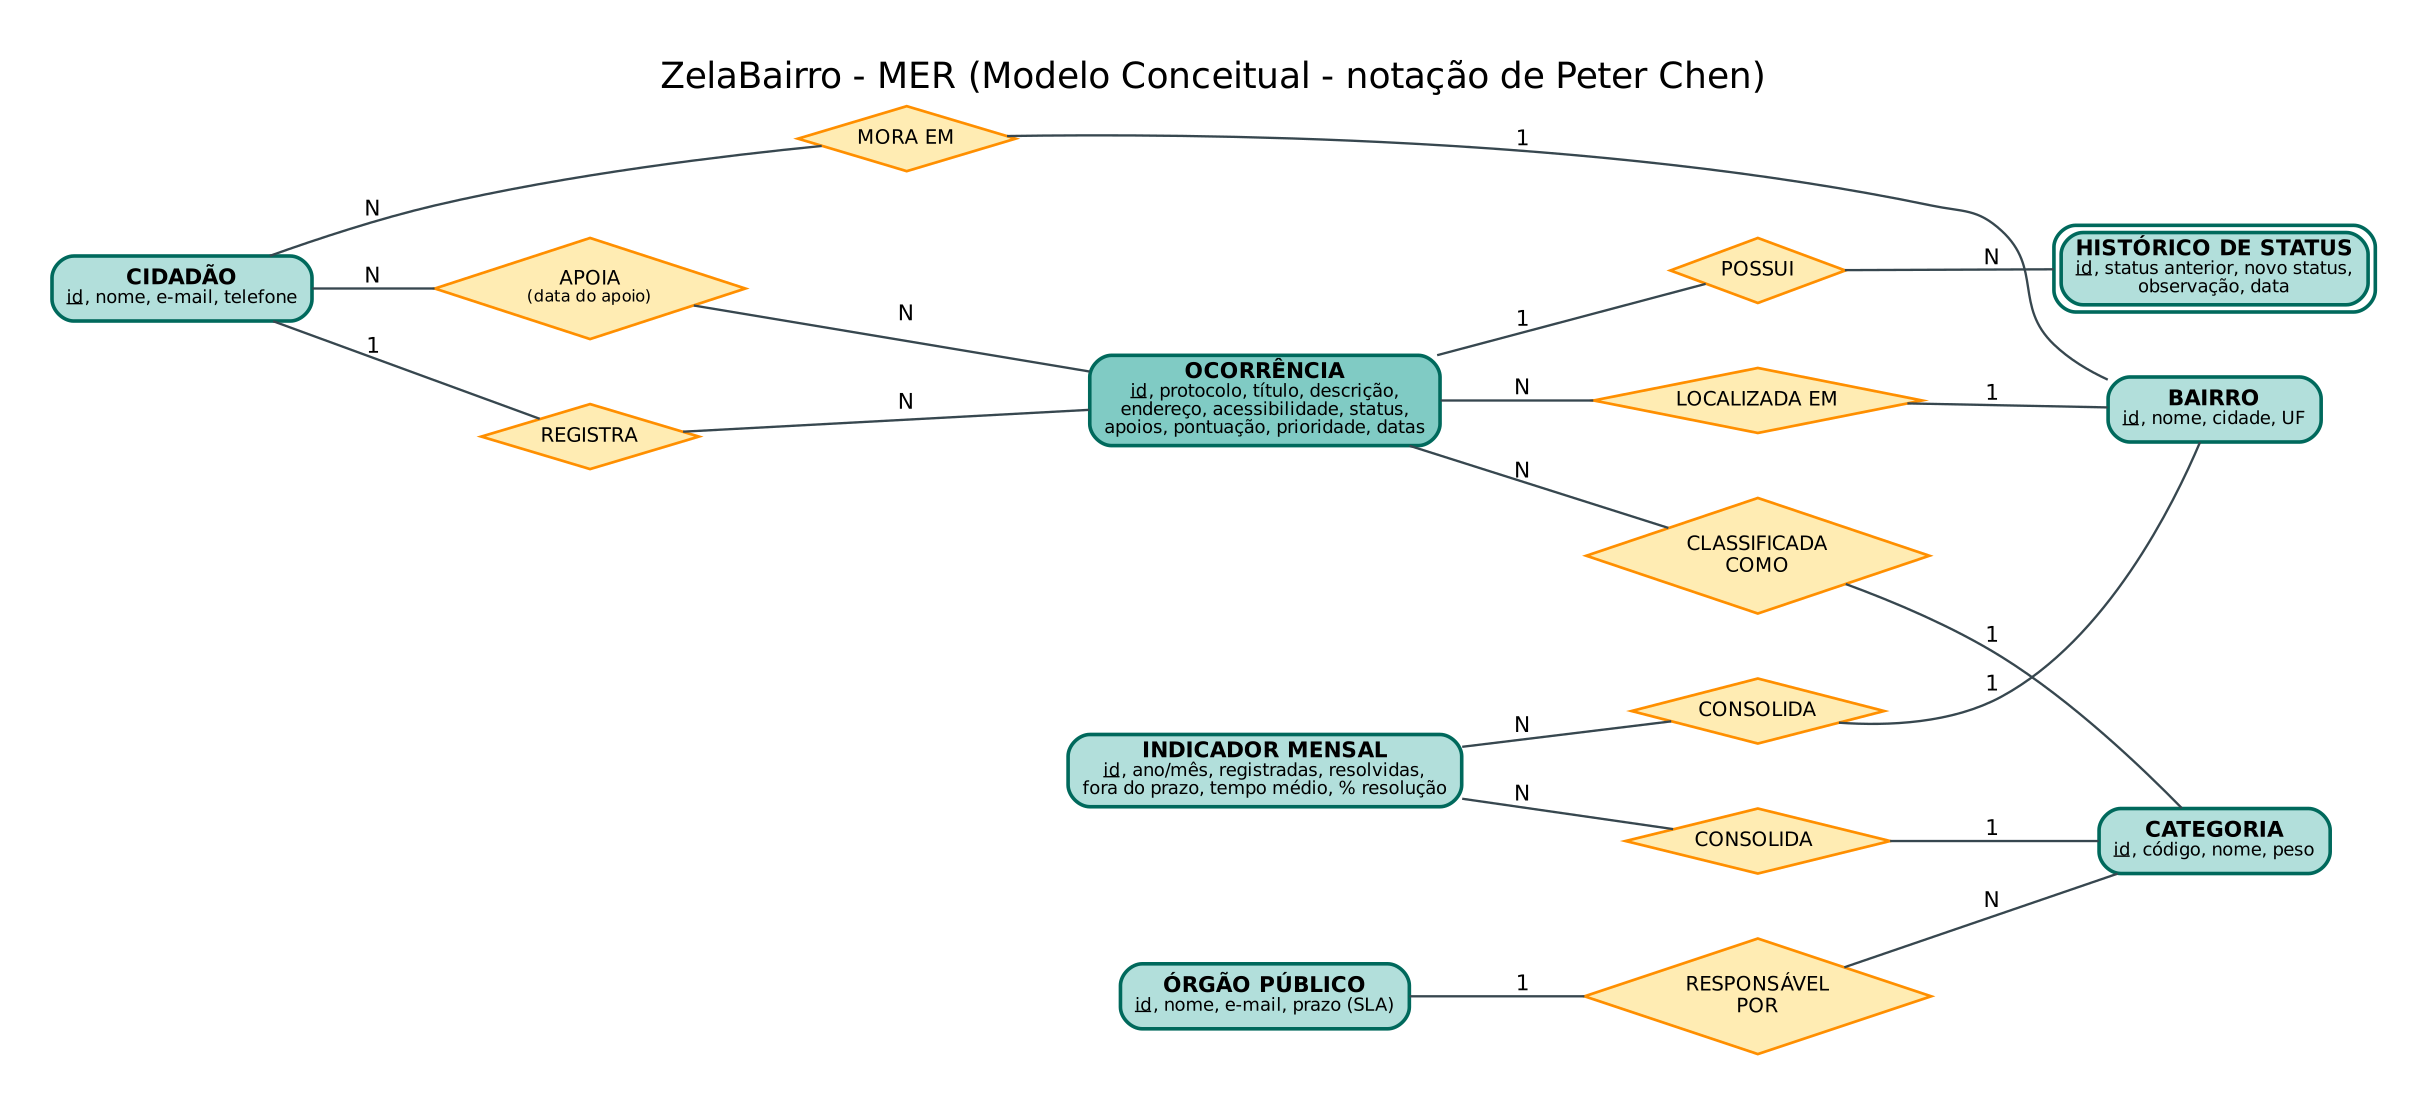 ZelaBairro - MER (Modelo Conceitual - notação de Peter Chen)
MORA EM
1
N
CIDADÃO
id, nome, e-mail, telefone
N
APOIA
(data do apoio)
N
1
REGISTRA
N
OCORRÊNCIA
id, protocolo, título, descrição,
endereço, acessibilidade, status,
apoios, pontuação, prioridade, datas
1
POSSUI
N
HISTÓRICO DE STATUS
id, status anterior, novo status,
observação, data
N
LOCALIZADA EM
1
BAIRRO
id, nome, cidade, UF
N
CLASSIFICADA
COMO
1
INDICADOR MENSAL
id, ano/mês, registradas, resolvidas,
fora do prazo, tempo médio, % resolução
N
CONSOLIDA
1
N
CONSOLIDA
1
CATEGORIA
id, código, nome, peso
N
ÓRGÃO PÚBLICO
id, nome, e-mail, prazo (SLA)
1
RESPONSÁVEL
POR